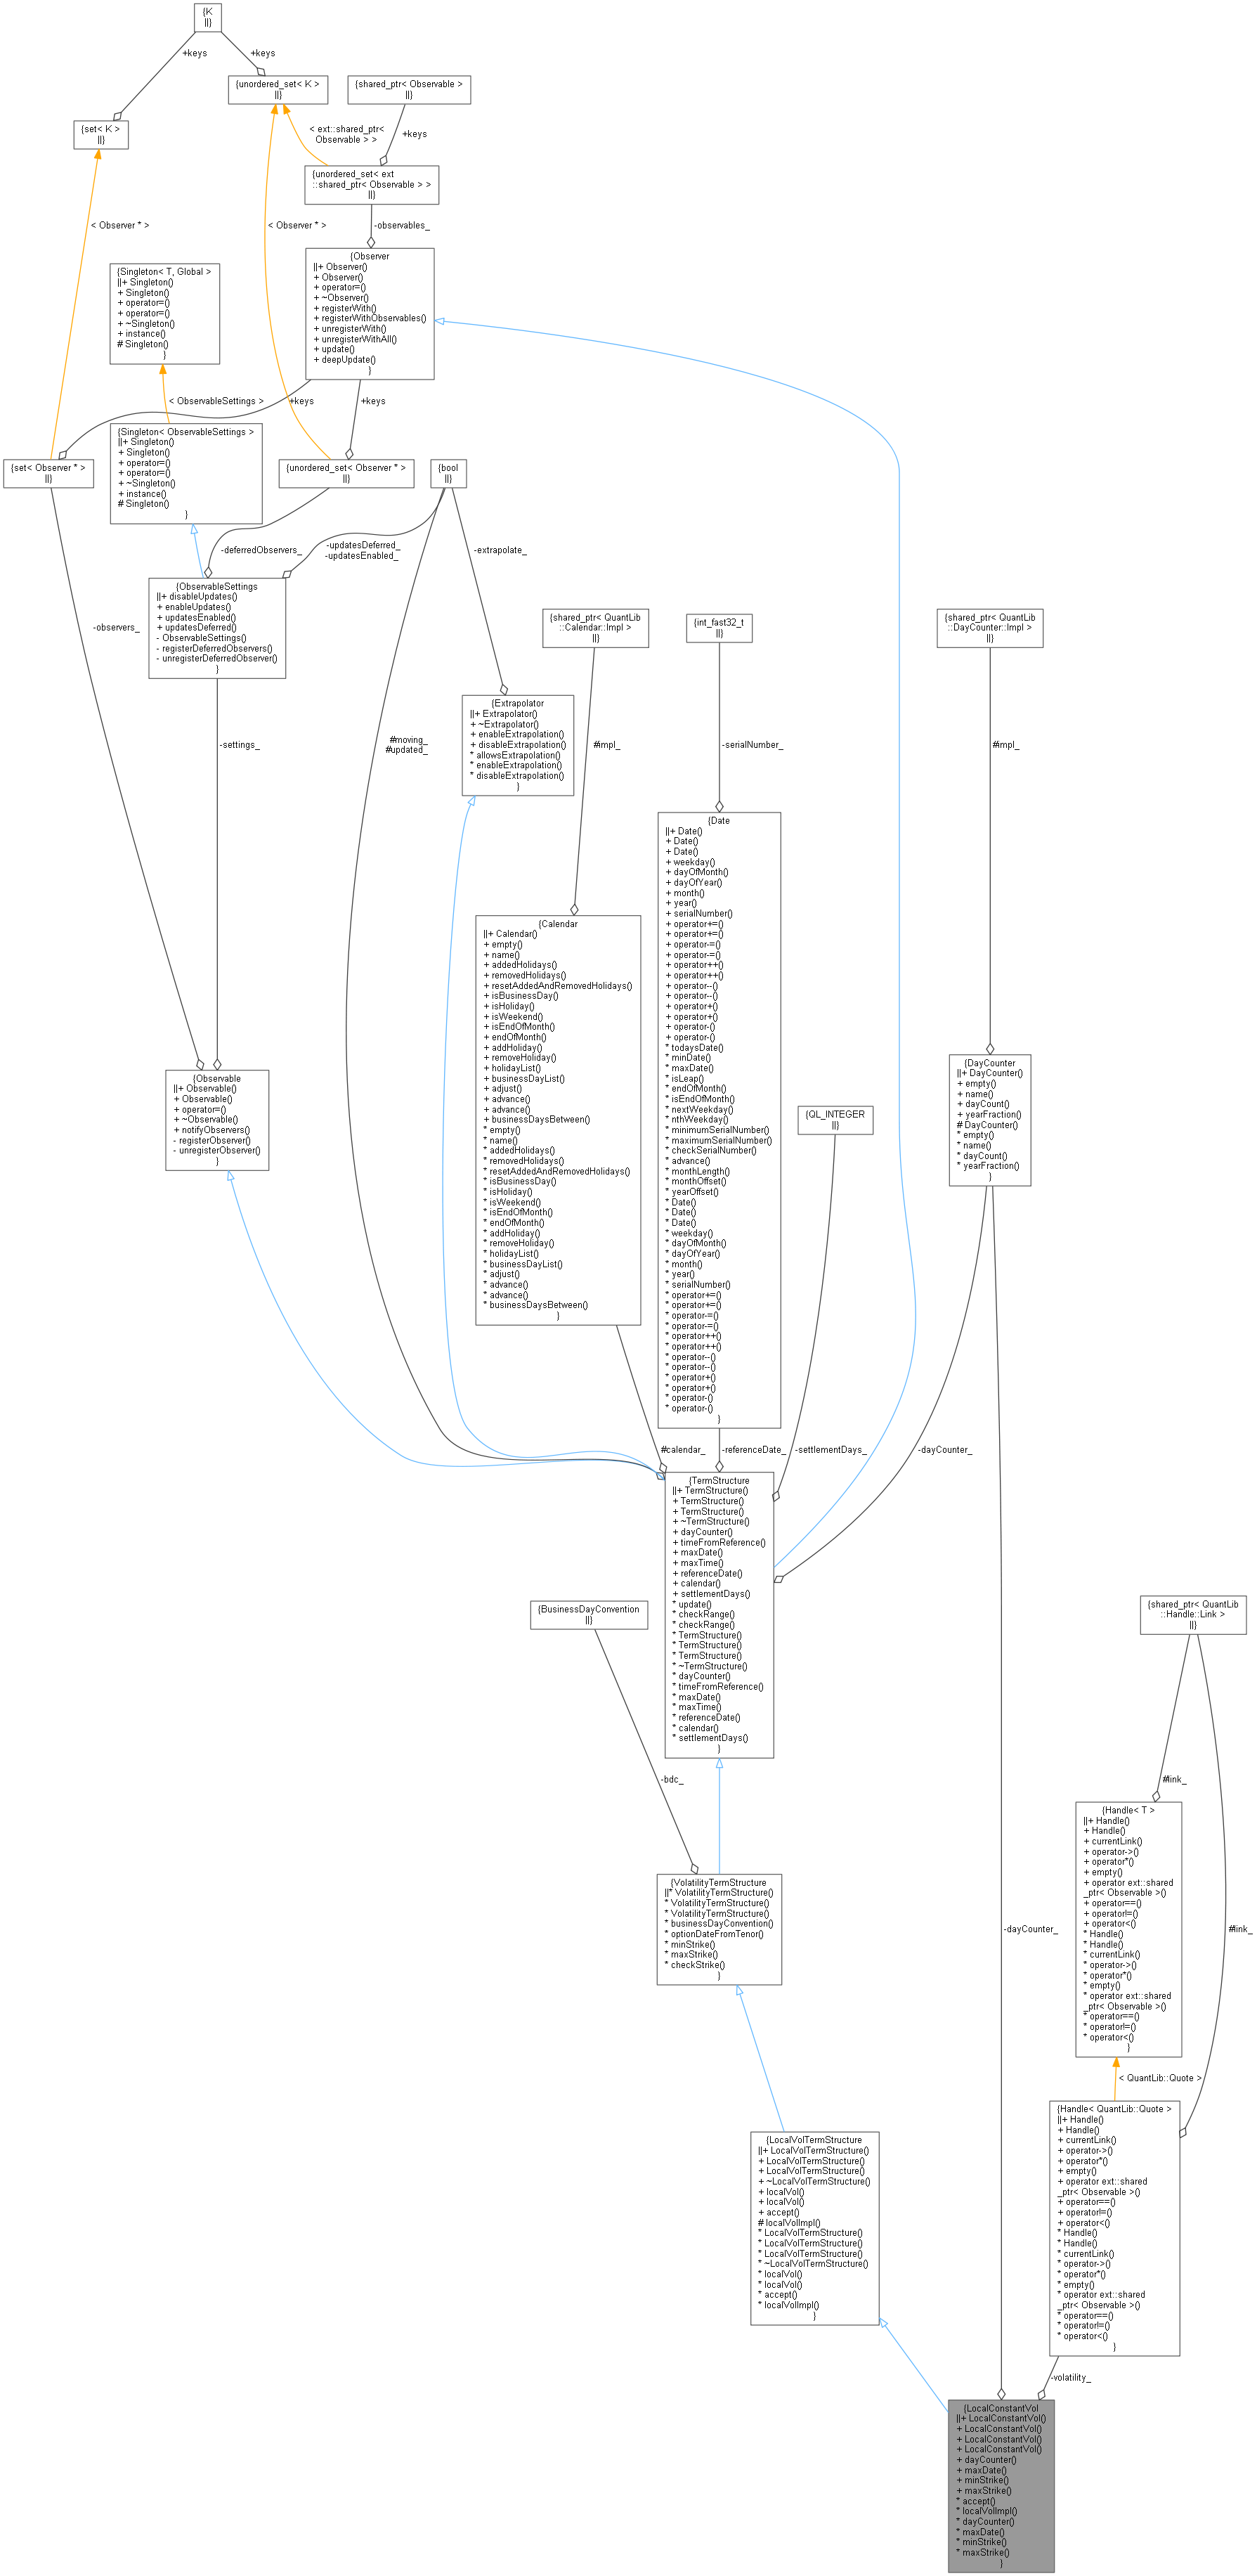 {K
||}
+keys
+keys
{unordered_set< K >
||}
{shared_ptr< Observable >
||}
{set< K >
||}
< ext::shared_ptr<
Observable > >
+keys
{unordered_set< ext
::shared_ptr< Observable > >
||}
< Observer * >
< Observer * >
-observables_
{Observer
||+ Observer()
+ Observer()
+ operator=()
+ ~Observer()
+ registerWith()
+ registerWithObservables()
+ unregisterWith()
+ unregisterWithAll()
+ update()
+ deepUpdate()
}
{Singleton< T, Global >
||+ Singleton()
+ Singleton()
+ operator=()
+ operator=()
+ ~Singleton()
+ instance()
# Singleton()
}
< ObservableSettings >
+keys
+keys
{Singleton< ObservableSettings >
||+ Singleton()
+ Singleton()
+ operator=()
+ operator=()
+ ~Singleton()
+ instance()
# Singleton()
}
{set< Observer * >
||}
{unordered_set< Observer * >
||}
{bool
||}
-deferredObservers_
-updatesDeferred_
-updatesEnabled_
-extrapolate_
{ObservableSettings
||+ disableUpdates()
+ enableUpdates()
+ updatesEnabled()
+ updatesDeferred()
- ObservableSettings()
- registerDeferredObservers()
- unregisterDeferredObserver()
}
-observers_
{shared_ptr< QuantLib
::Calendar::Impl >
||}
{int_fast32_t
||}
{shared_ptr< QuantLib
::DayCounter::Impl >
||}
-settings_
#moving_
#updated_
{Extrapolator
||+ Extrapolator()
+ ~Extrapolator()
+ enableExtrapolation()
+ disableExtrapolation()
* allowsExtrapolation()
* enableExtrapolation()
* disableExtrapolation()
}
#impl_
-serialNumber_
#impl_
{Date
||+ Date()
+ Date()
+ Date()
+ weekday()
+ dayOfMonth()
+ dayOfYear()
+ month()
+ year()
+ serialNumber()
+ operator+=()
+ operator+=()
+ operator-=()
+ operator-=()
+ operator++()
+ operator++()
+ operator--()
+ operator--()
+ operator+()
+ operator+()
+ operator-()
+ operator-()
* todaysDate()
* minDate()
* maxDate()
* isLeap()
* endOfMonth()
* isEndOfMonth()
* nextWeekday()
* nthWeekday()
* minimumSerialNumber()
* maximumSerialNumber()
* checkSerialNumber()
* advance()
* monthLength()
* monthOffset()
* yearOffset()
* Date()
* Date()
* Date()
* weekday()
* dayOfMonth()
* dayOfYear()
* month()
* year()
* serialNumber()
* operator+=()
* operator+=()
* operator-=()
* operator-=()
* operator++()
* operator++()
* operator--()
* operator--()
* operator+()
* operator+()
* operator-()
* operator-()
}
{Calendar
||+ Calendar()
+ empty()
+ name()
+ addedHolidays()
+ removedHolidays()
+ resetAddedAndRemovedHolidays()
+ isBusinessDay()
+ isHoliday()
+ isWeekend()
+ isEndOfMonth()
+ endOfMonth()
+ addHoliday()
+ removeHoliday()
+ holidayList()
+ businessDayList()
+ adjust()
+ advance()
+ advance()
+ businessDaysBetween()
* empty()
* name()
* addedHolidays()
* removedHolidays()
* resetAddedAndRemovedHolidays()
* isBusinessDay()
* isHoliday()
* isWeekend()
* isEndOfMonth()
* endOfMonth()
* addHoliday()
* removeHoliday()
* holidayList()
* businessDayList()
* adjust()
* advance()
* advance()
* businessDaysBetween()
}
{Observable
||+ Observable()
+ Observable()
+ operator=()
+ ~Observable()
+ notifyObservers()
- registerObserver()
- unregisterObserver()
}
{QL_INTEGER
||}
{DayCounter
||+ DayCounter()
+ empty()
+ name()
+ dayCount()
+ yearFraction()
# DayCounter()
* empty()
* name()
* dayCount()
* yearFraction()
}
#calendar_
-referenceDate_
-settlementDays_
-dayCounter_
{TermStructure
||+ TermStructure()
+ TermStructure()
+ TermStructure()
+ ~TermStructure()
+ dayCounter()
+ timeFromReference()
+ maxDate()
+ maxTime()
+ referenceDate()
+ calendar()
+ settlementDays()
* update()
* checkRange()
* checkRange()
* TermStructure()
* TermStructure()
* TermStructure()
* ~TermStructure()
* dayCounter()
* timeFromReference()
* maxDate()
* maxTime()
* referenceDate()
* calendar()
* settlementDays()
}
{BusinessDayConvention
||}
{shared_ptr< QuantLib
::Handle::Link >
||}
-bdc_
#link_
{Handle< T >
||+ Handle()
+ Handle()
+ currentLink()
+ operator->()
+ operator*()
+ empty()
+ operator ext::shared
_ptr< Observable >()
+ operator==()
+ operator!=()
+ operator<()
* Handle()
* Handle()
* currentLink()
* operator->()
* operator*()
* empty()
* operator ext::shared
_ptr< Observable >()
* operator==()
* operator!=()
* operator<()
}
{VolatilityTermStructure
||* VolatilityTermStructure()
* VolatilityTermStructure()
* VolatilityTermStructure()
* businessDayConvention()
* optionDateFromTenor()
* minStrike()
* maxStrike()
* checkStrike()
}
-dayCounter_
#link_
< QuantLib::Quote >
{Handle< QuantLib::Quote >
||+ Handle()
+ Handle()
+ currentLink()
+ operator->()
+ operator*()
+ empty()
+ operator ext::shared
_ptr< Observable >()
+ operator==()
+ operator!=()
+ operator<()
* Handle()
* Handle()
* currentLink()
* operator->()
* operator*()
* empty()
* operator ext::shared
_ptr< Observable >()
* operator==()
* operator!=()
* operator<()
}
{LocalVolTermStructure
||+ LocalVolTermStructure()
+ LocalVolTermStructure()
+ LocalVolTermStructure()
+ ~LocalVolTermStructure()
+ localVol()
+ localVol()
+ accept()
# localVolImpl()
* LocalVolTermStructure()
* LocalVolTermStructure()
* LocalVolTermStructure()
* ~LocalVolTermStructure()
* localVol()
* localVol()
* accept()
* localVolImpl()
}
-volatility_
{LocalConstantVol
||+ LocalConstantVol()
+ LocalConstantVol()
+ LocalConstantVol()
+ LocalConstantVol()
+ dayCounter()
+ maxDate()
+ minStrike()
+ maxStrike()
* accept()
* localVolImpl()
* dayCounter()
* maxDate()
* minStrike()
* maxStrike()
}